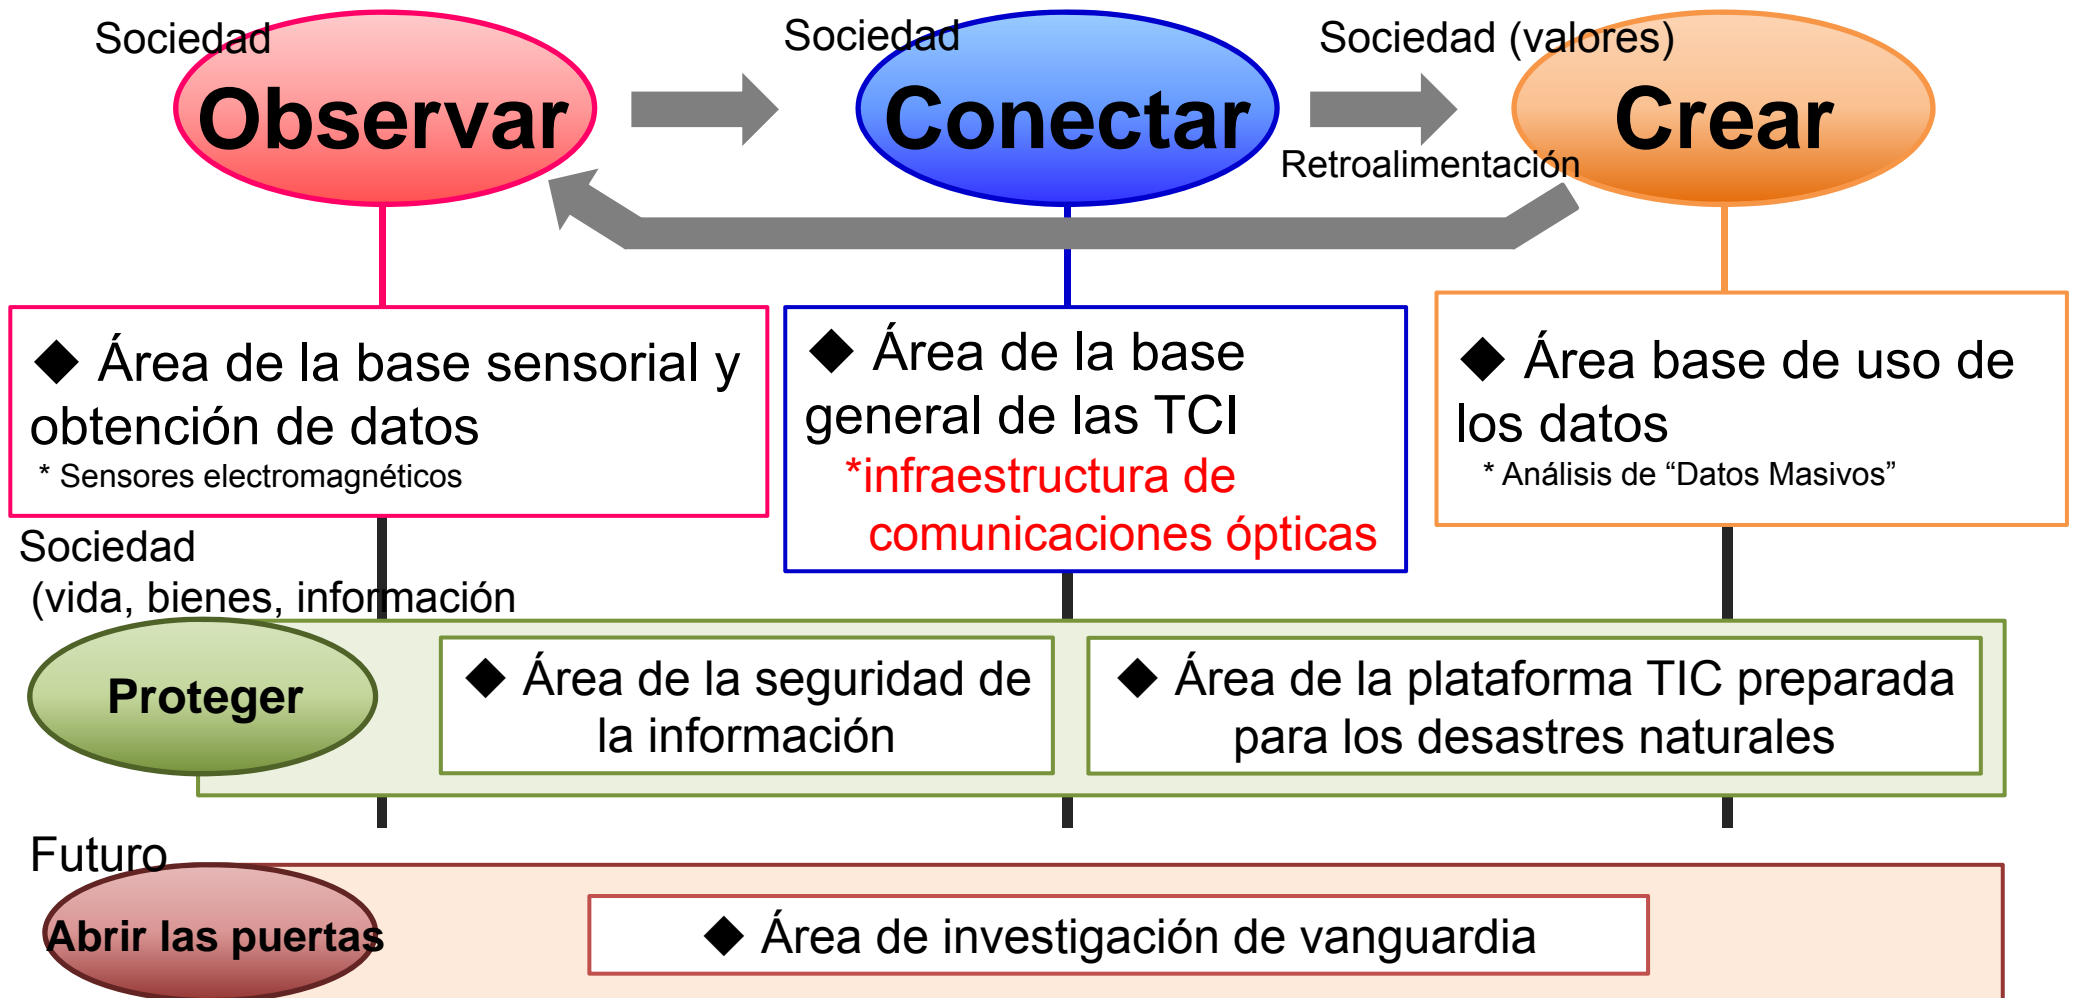 Sociedad
Observar
Sociedad
Conectar
Sociedad (valores)
Crear
Retroalimentación
◆ Área de la base sensorial y
obtención de datos
* Sensores electromagnéticos
◆ Área de la base
general de las TCI
*infraestructura de
comunicaciones ópticas
◆ Área base de uso de
los datos
* Análisis de “Datos Masivos”
Sociedad
(vida, bienes, información
Proteger
◆ Área de la seguridad de
la información
◆ Área de la plataforma TIC preparada
para los desastres naturales
Futuro
Abrir las puertas
◆ Área de investigación de vanguardia